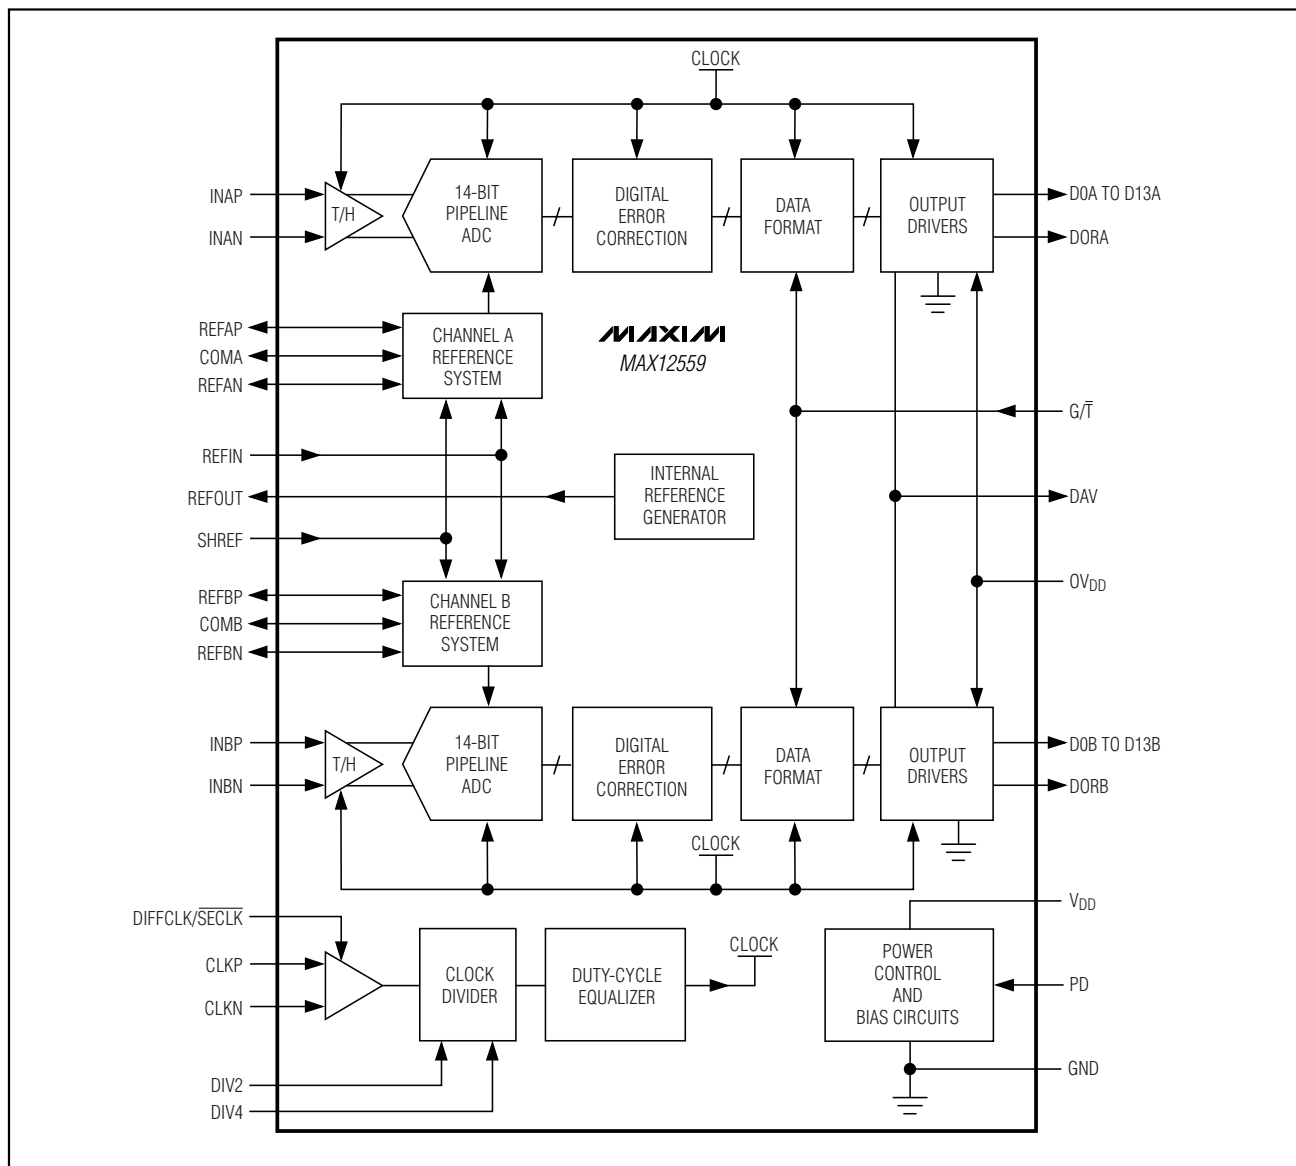 CLOCK
INAP
INAN
T/H
14-BIT
PIPELINE
ADC
DIGITAL
ERROR
CORRECTION
DATA
FORMAT
OUTPUT
DRIVERS
D0A TO D13A
DORA
REFAP
COMA
REFAN
CHANNEL A
REFERENCE
SYSTEM
MAXIM
MAX12559
G/T̅
REFIN
REFOUT
SHREF
INTERNAL
REFERENCE
GENERATOR
DAV
OVDD
REFBP
COMB
REFBN
CHANNEL B
REFERENCE
SYSTEM
INBP
INBN
T/H
14-BIT
PIPELINE
ADC
DIGITAL
ERROR
CORRECTION
DATA
FORMAT
OUTPUT
DRIVERS
D0B TO D13B
DORB
CLOCK
DIFFCLK/S̅E̅C̅L̅K̅
CLKP
CLKN
CLOCK
DIVIDER
DUTY-CYCLE
EQUALIZER
CLOCK
DIV2
DIV4
VDD
POWER
CONTROL
AND
BIAS CIRCUITS
PD
GND